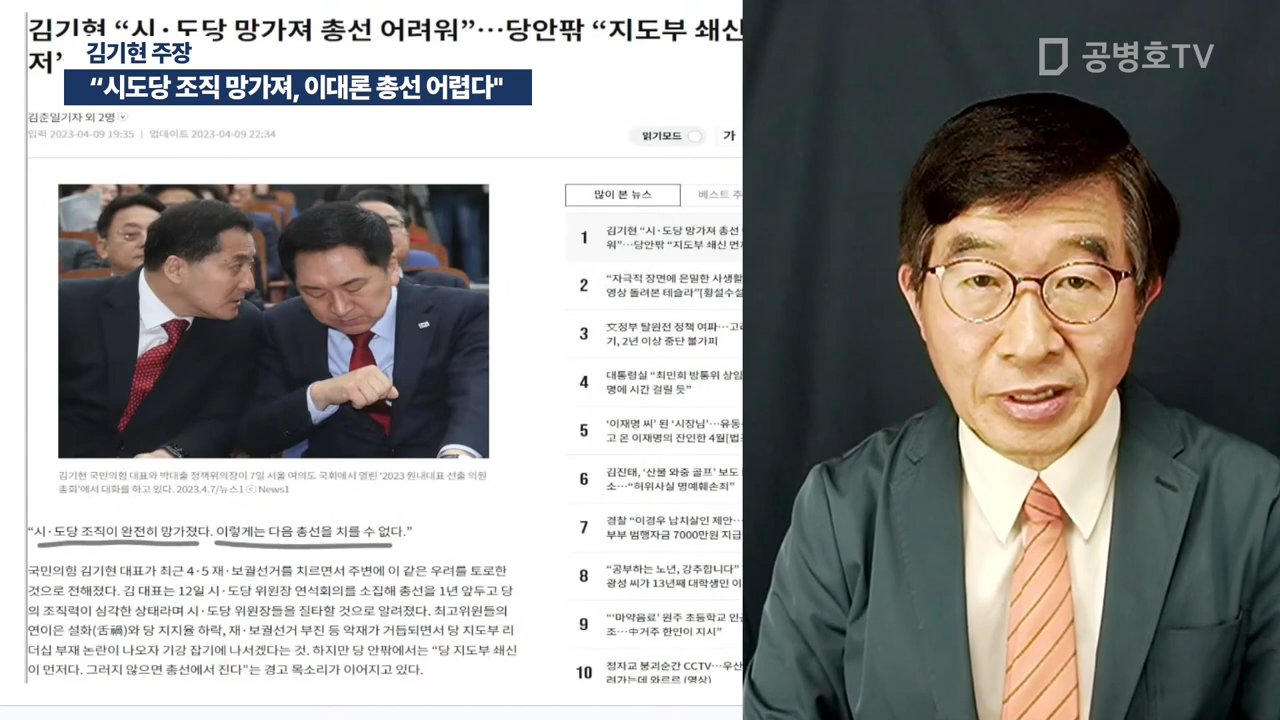 김기현 “시·도당 망가져 총선 어려워”…당안팎 “지도부 쇄신
저”
김기현 주장
“시도당 조직 망가져, 이대론 총선 어렵다"
공병호TV
김준일기자 외 2명
입력 2023-04-09 19:35 | 업데이트 2023-04-09 22:34
읽기모드
가
김기현 국민의힘 대표와 박대출 정책위의장이 7일 서울 여의도 국회에서 열린 ‘2023 원내대표 선출 의원
총회’에서 대화를 하고 있다. 2023.4.7/뉴스1 ⓒ News1
“시·도당 조직이 완전히 망가졌다. 이렇게는 다음 총선을 치를 수 없다.”
국민의힘 김기현 대표가 최근 4·5 재·보궐선거를 치르면서 주변에 이 같은 우려를 토로한
것으로 전해졌다. 김 대표는 12일 시·도당 위원장 연석회의를 소집해 총선을 1년 앞두고 당
의 조직력이 심각한 상태라며 시·도당 위원장들을 질타할 것으로 알려졌다. 최고위원들의
연이은 설화(舌禍)와 당 지지율 하락, 재·보궐선거 부진 등 악재가 거듭되면서 당 지도부 리
더십 부재 논란이 나오자 기강 잡기에 나서겠다는 것. 하지만 당 안팎에서는 “당 지도부 쇄신
이 먼저다. 그러지 않으면 총선에서 진다”는 경고 목소리가 이어지고 있다.
많이 본 뉴스
베스트 추
1 김기현 “시·도당 망가져 총선
워”…당안팎 “지도부 쇄신 먼저
2 “자극적 장면에 은밀한 사생활
영상 돌려본 테슬라”[횡설수설
3 文정부 탈원전 정책 여파…고리
기, 2년 이상 중단 불가피
4 대통령실 “최민희 방통위 상임
명에 시간 걸릴 듯”
5 ‘이재명 씨’ 된 ‘시장님’…유동
고 온 이재명의 잔인한 4월[법조
6 김진태, ‘산불 와중 골프’ 보도
소…“허위사실 명예훼손죄”
7 경찰 “이경우 납치살인 제안…
부부 범행자금 7000만원 지급
8 “공부하는 노년, 강추합니다”
광성 씨가 13년째 대학생인 이
9 “‘마약음료’ 원주 초등학교 인근
조…中거주 한인이 지시”
10 정자교 붕괴순간 CCTV…우산
려가는데 와르르 (영상)